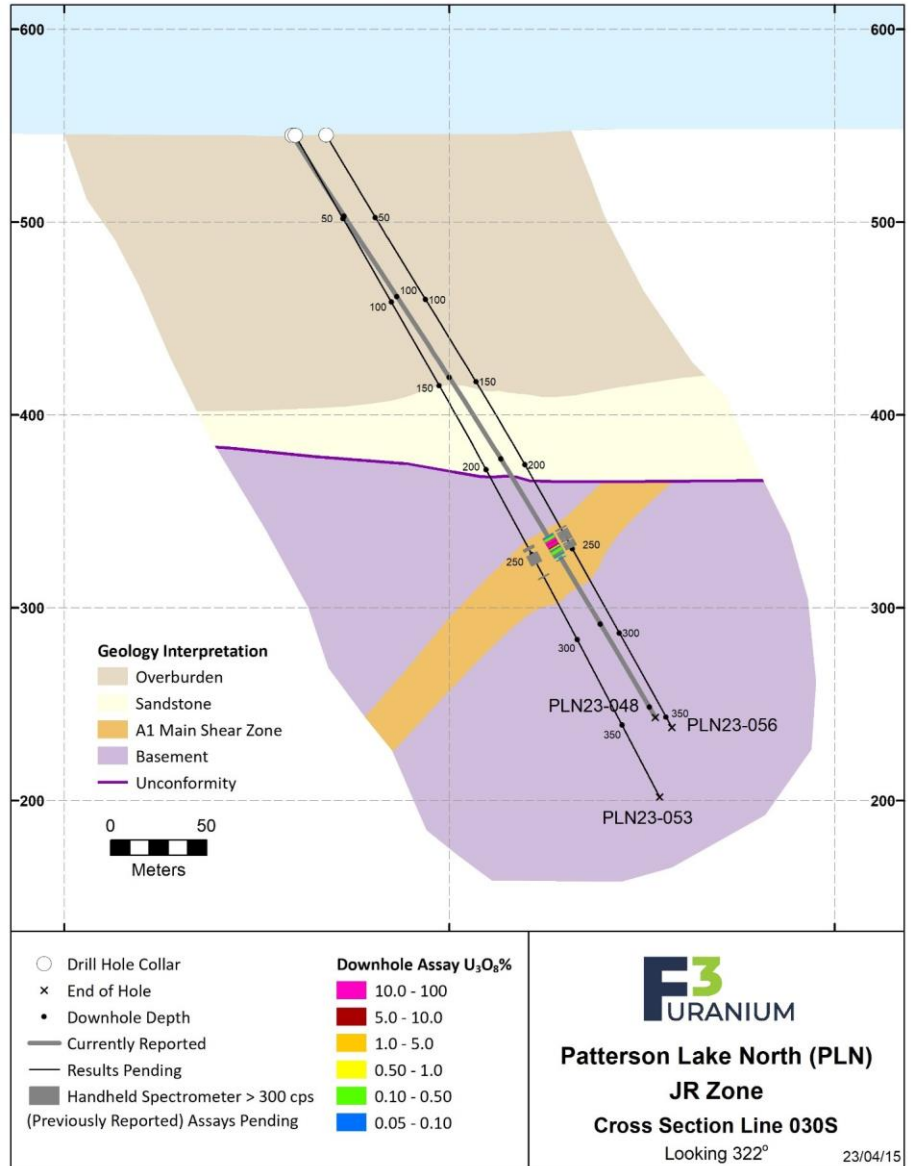 600
600
500
500
400
400
300
300
200
200
50
50
100
100
100
150
150
200
200
250
250
300
300
350
350
PLN23-048
PLN23-056
PLN23-053
Geology Interpretation
Overburden
Sandstone
A1 Main Shear Zone
Basement
Unconformity
0 50
Meters
Drill Hole Collar
End of Hole
Downhole Depth
Currently Reported
Results Pending
Handheld Spectrometer > 300 cps
(Previously Reported) Assays Pending
Downhole Assay U₃O₈%
10.0 - 100
5.0 - 10.0
1.0 - 5.0
0.50 - 1.0
0.10 - 0.50
0.05 - 0.10
F3
URANIUM
Patterson Lake North (PLN)
JR Zone
Cross Section Line 030S
Looking 322°
23/04/15